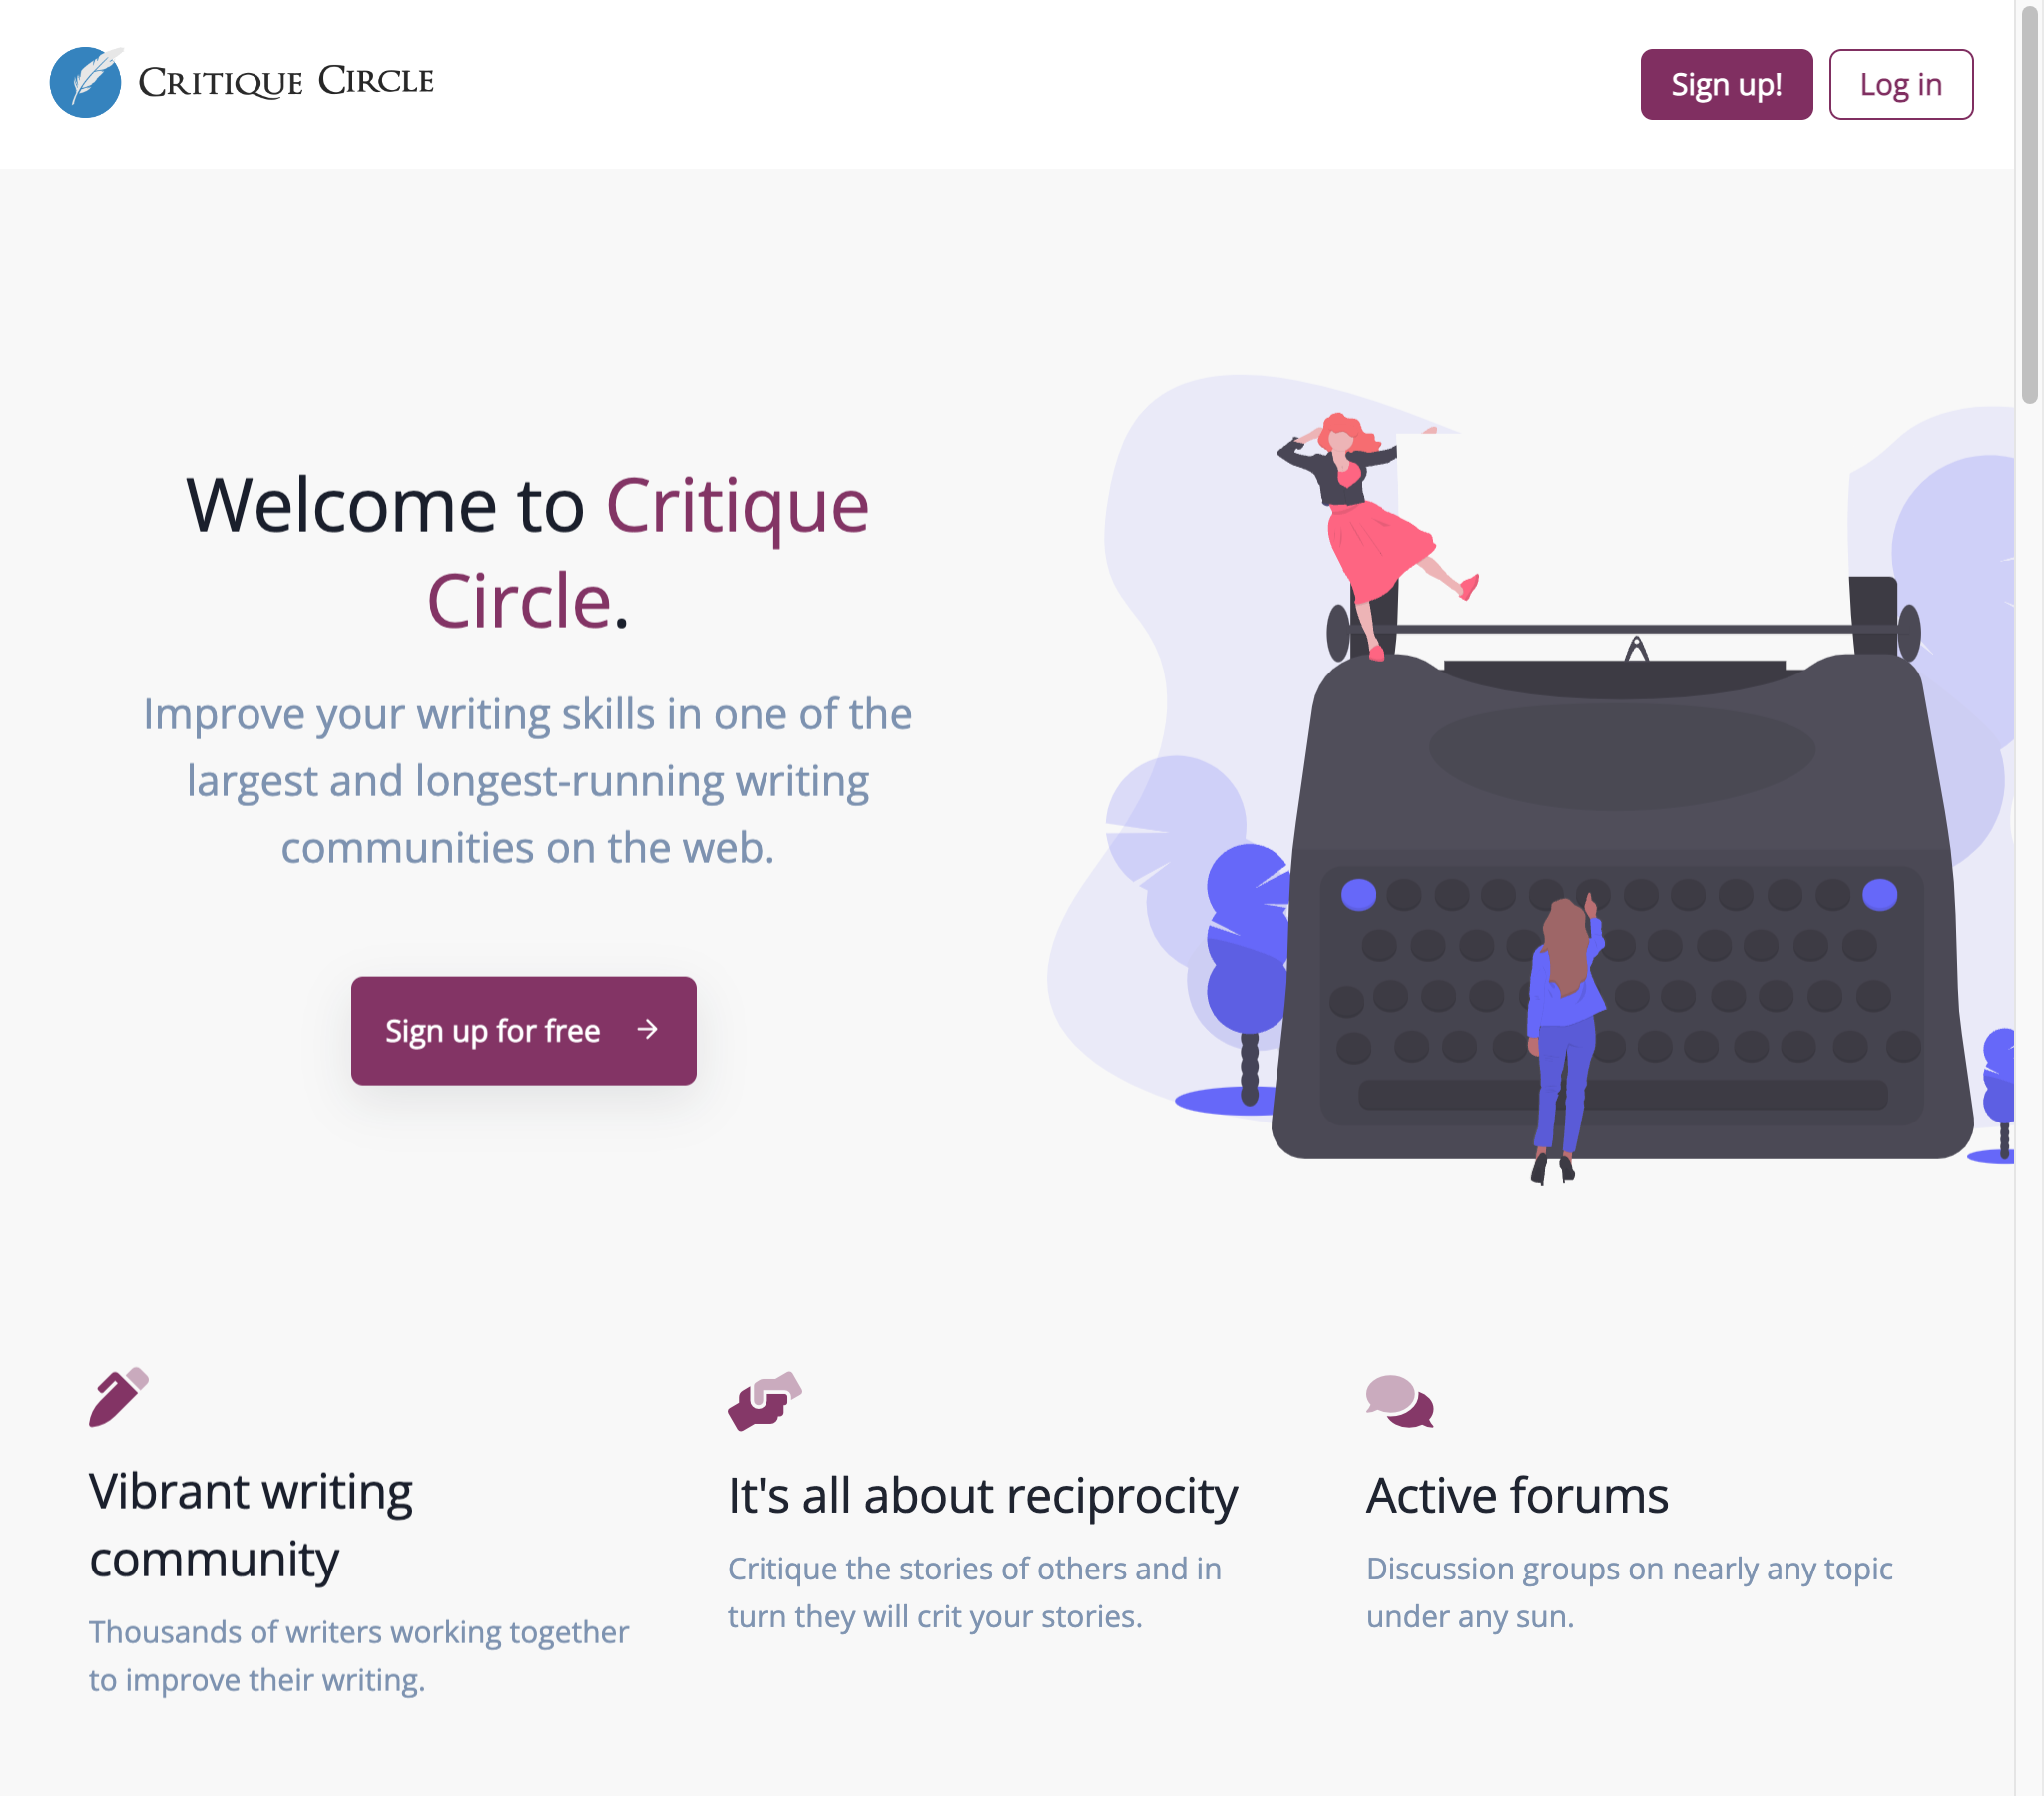 Critique Circle
Sign up!
Log in
Welcome to Critique
Circle.
Improve your writing skills in one of the
largest and longest-running writing
communities on the web.
Sign up for free
Vibrant writing
community
Thousands of writers working together
to improve their writing.
It's all about reciprocity
Critique the stories of others and in
turn they will crit your stories.
Active forums
Discussion groups on nearly any topic
under any sun.